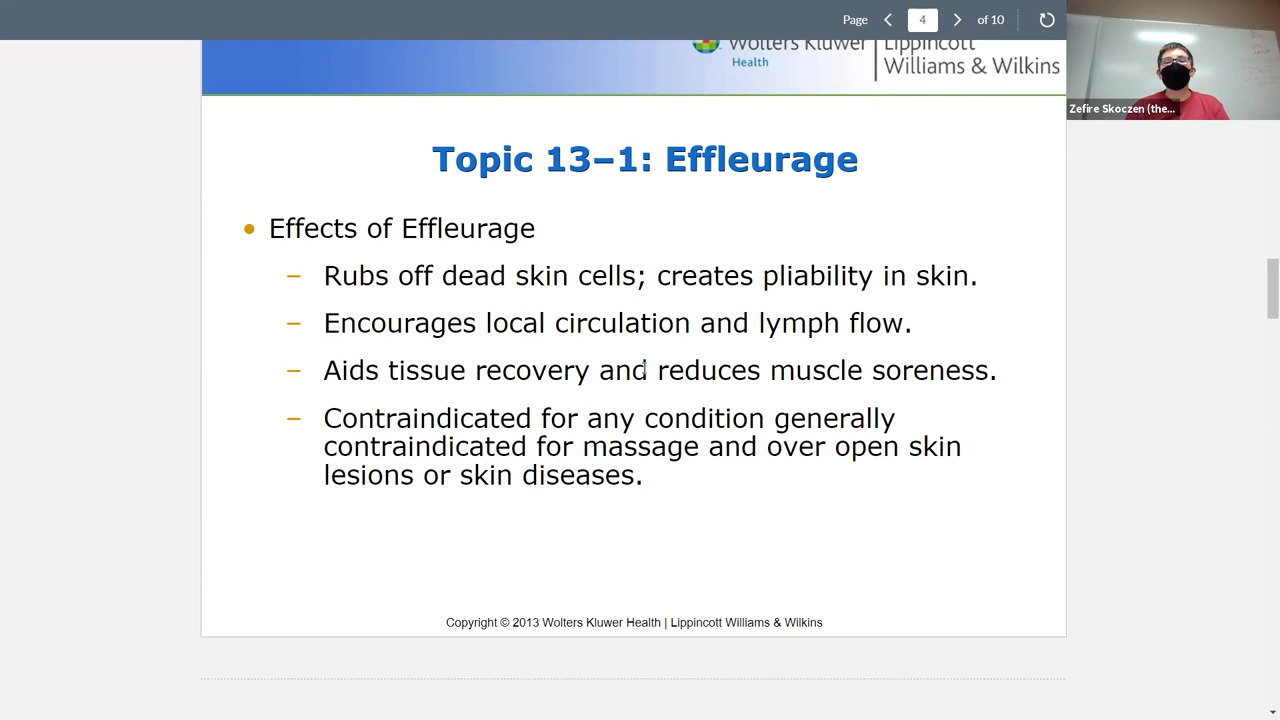 Page 4 of 10
Wolters Kluwer
Health
Lippincott
Williams & Wilkins
Zefire Skoczen (the...
Topic 13–1: Effleurage
• Effects of Effleurage
– Rubs off dead skin cells; creates pliability in skin.
– Encourages local circulation and lymph flow.
– Aids tissue recovery and reduces muscle soreness.
– Contraindicated for any condition generally
contraindicated for massage and over open skin
lesions or skin diseases.
Copyright © 2013 Wolters Kluwer Health | Lippincott Williams & Wilkins